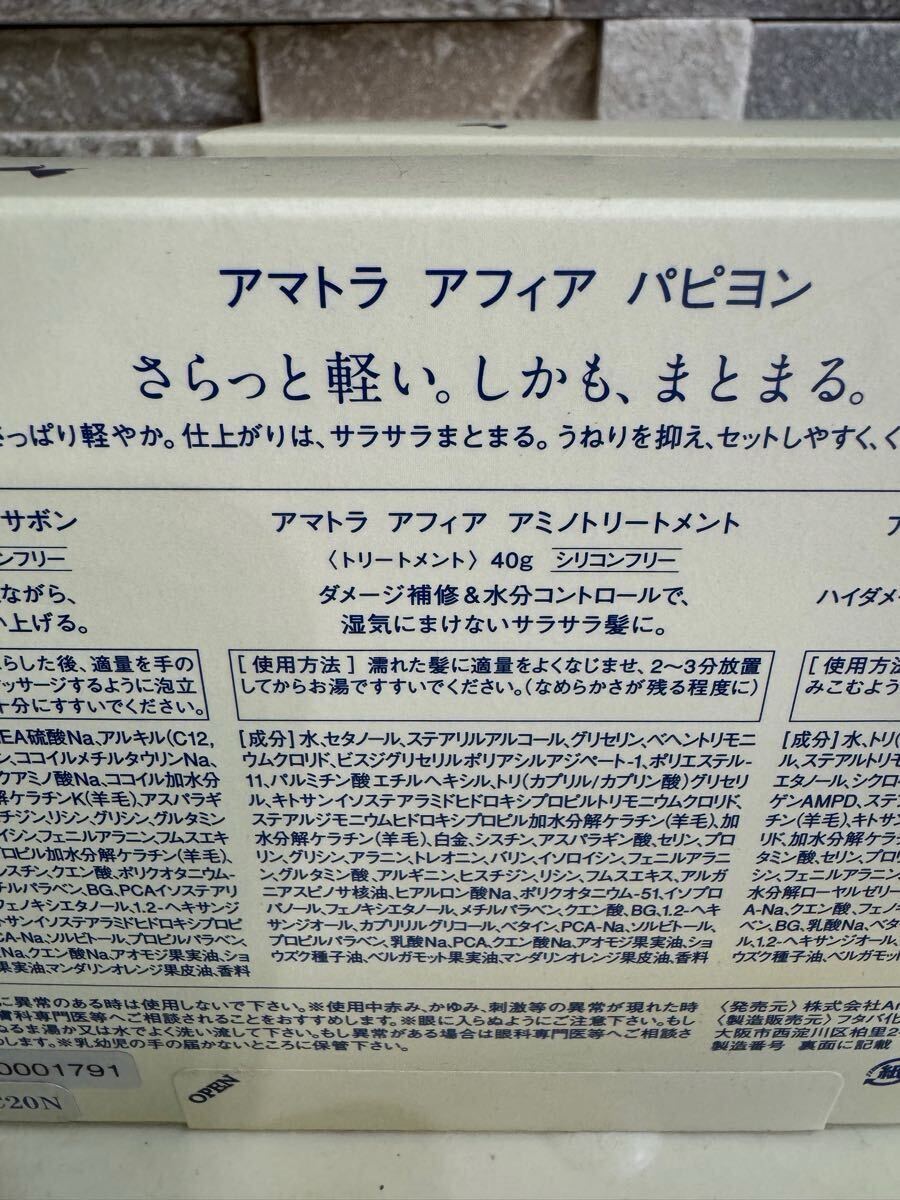 アマトラ アフィア パピヨン
さらっと軽い。しかも、まとまる。
っぱり軽やか。仕上がりは、サラサラまとまる。うねりを抑え、セットしやすく、く
サボン
ンフリー
ながら、
い上げる。
らした後、適量を手の
ッサージするように泡立
十分にすすいでください。
EA硫酸Na、アルキル(C12,
ン、ココイルメチルタウリンNa、
クアミノ酸Na、ココイル加水分
解ケラチンK(羊毛)、アスパラギ
チジン、リシン、グリシン、グルタミン
イシン、フェニルアラニン、フムスエキ
ロピル加水分解ケラチン(羊毛)、
スチン、クエン酸、ポリクオタニウム-
チルパラベン、BG、PCAイソステアリ
フェノキシエタノール、1,2-ヘキサンジ
トサンイソステアラミドヒドロキシプロピ
CA-Na、ソルビトール、プロピルパラベン、
Na、クエン酸Na、アオモジ果実油、ショ
果実油、マンダリンオレンジ果皮油、香料
アマトラ アフィア アミノトリートメント
〈トリートメント〉 40g シリコンフリー
ダメージ補修&水分コントロールで、
湿気にまけないサラサラ髪に。
[使用方法] 濡れた髪に適量をよくなじませ、2〜3分放置
してからお湯ですすいでください。(なめらかさが残る程度に)
[成分]水、セタノール、ステアリルアルコール、グリセリン、ベヘントリモニ
ウムクロリド、ビスジグリセリルポリアシルアジペート-1、ポリエステル-
11、パルミチン酸エチルヘキシル、トリ(カプリル/カプリン酸)グリセリ
ル、キトサンイソステアラミドヒドロキシプロピルトリモニウムクロリド、
ステアルジモニウムヒドロキシプロピル加水分解ケラチン(羊毛)、加
水分解ケラチン(羊毛)、白金、シスチン、アスパラギン酸、セリン、プロ
リン、グリシン、アラニン、トレオニン、バリン、イソロイシン、フェニルアラニ
ン、グルタミン酸、アルギニン、ヒスチジン、リシン、フムスエキス、アルガ
ニアスピノサ核油、ヒアルロン酸Na、ポリクオタニウム-51、イソプロ
パノール、フェノキシエタノール、メチルパラベン、クエン酸、BG、1,2-ヘキ
サンジオール、カプリリルグリコール、ベタイン、PCA-Na、ソルビトール、
プロピルパラベン、乳酸Na、PCA、クエン酸Na、アオモジ果実油、ショ
ウズク種子油、ベルガモット果実油、マンダリンオレンジ果皮油、香料
ハイダメ
[使用方法
みこむよう
[成分]水、トリ(
ル、ステアルトリモ
エタノール、シクロ
ゲンAMPD、ステ
チン(羊毛)、キトサン
リド、加水分解ケラ
タミン酸、セリン、プロリ
シン、フェニルアラニン、
水分解ローヤルゼリー
A-Na、クエン酸、フェノ
ベン、BG、乳酸Na、ベタ
ル、1,2-ヘキサンジオール、
ウズク種子油、ベルガモット
に異常のある時は使用しないで下さい。※使用中赤み、かゆみ、刺激等の異常が現れた時
膚科専門医等へご相談されることをおすすめします。※眼に入らぬようにご注意下さい。もし
ぬるま湯か又は水でよく洗い流して下さい。もし異常がある場合は眼科専門医等へご相談さ
します。※乳幼児の手の届かないところに保管下さい。
〈発売元〉株式会社A
〈製造販売元〉フタバ化
大阪市西淀川区柏里2-
製造番号 裏面に記載
0001791
E20N
OPEN
紙